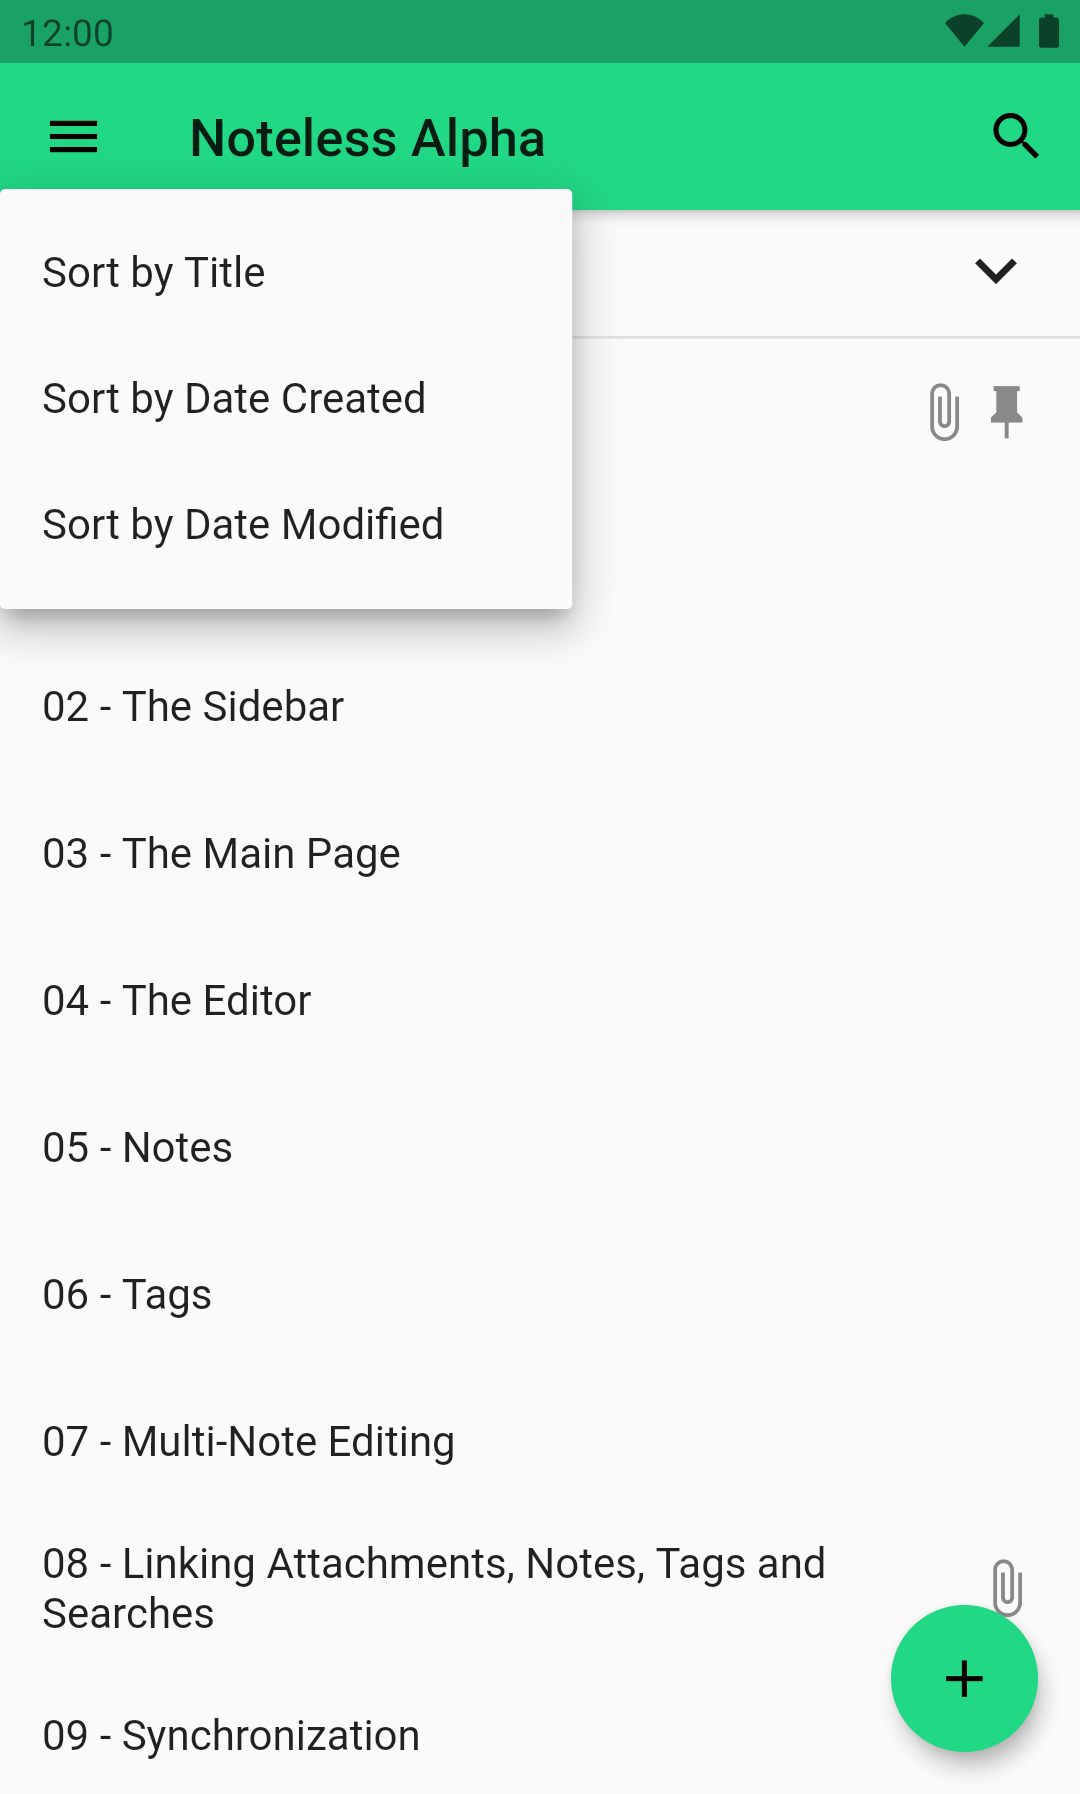 12:00
Noteless Alpha
Sort by Title
Sort by Date Created
Sort by Date Modified
02 - The Sidebar
03 - The Main Page
04 - The Editor
05 - Notes
06 - Tags
07 - Multi-Note Editing
08 - Linking Attachments, Notes, Tags and
Searches
09 - Synchronization